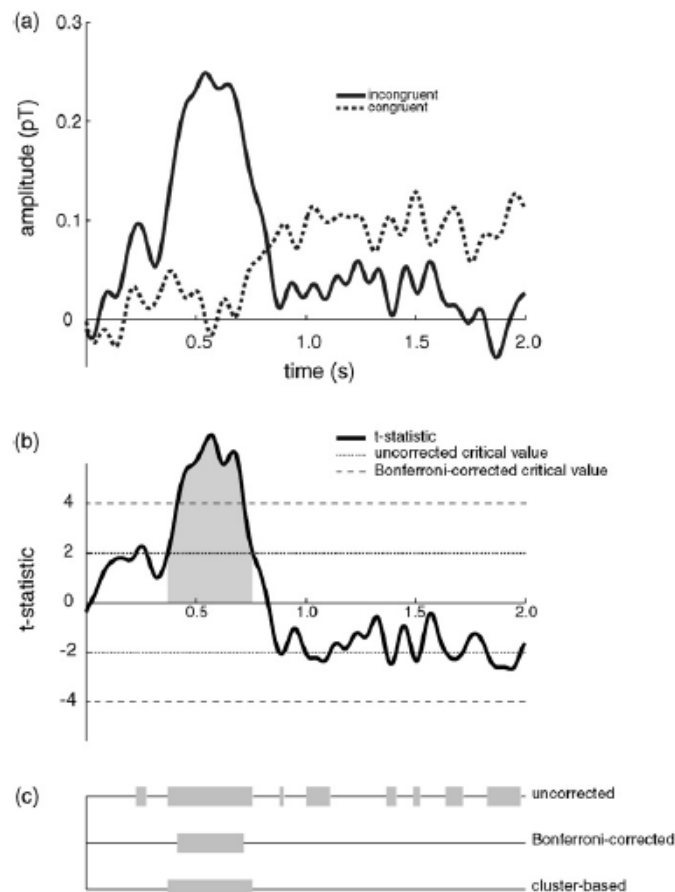 (a)
0.3
incongruent
congruent
0.2
amplitude (pT)
0.1
0
0.5
1.0
1.5
2.0
time (s)
(b)
t-statistic
uncorrected critical value
Bonferroni-corrected critical value
4
2
t-statistic
0
0.5
1.0
1.5
2.0
-2
-4
(c)
uncorrected
Bonferroni-corrected
cluster-based